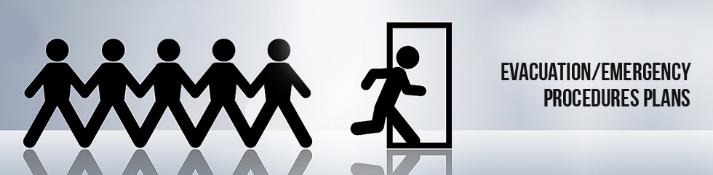 EVACUATION/EMERGENCY
PROCEDURES PLANS